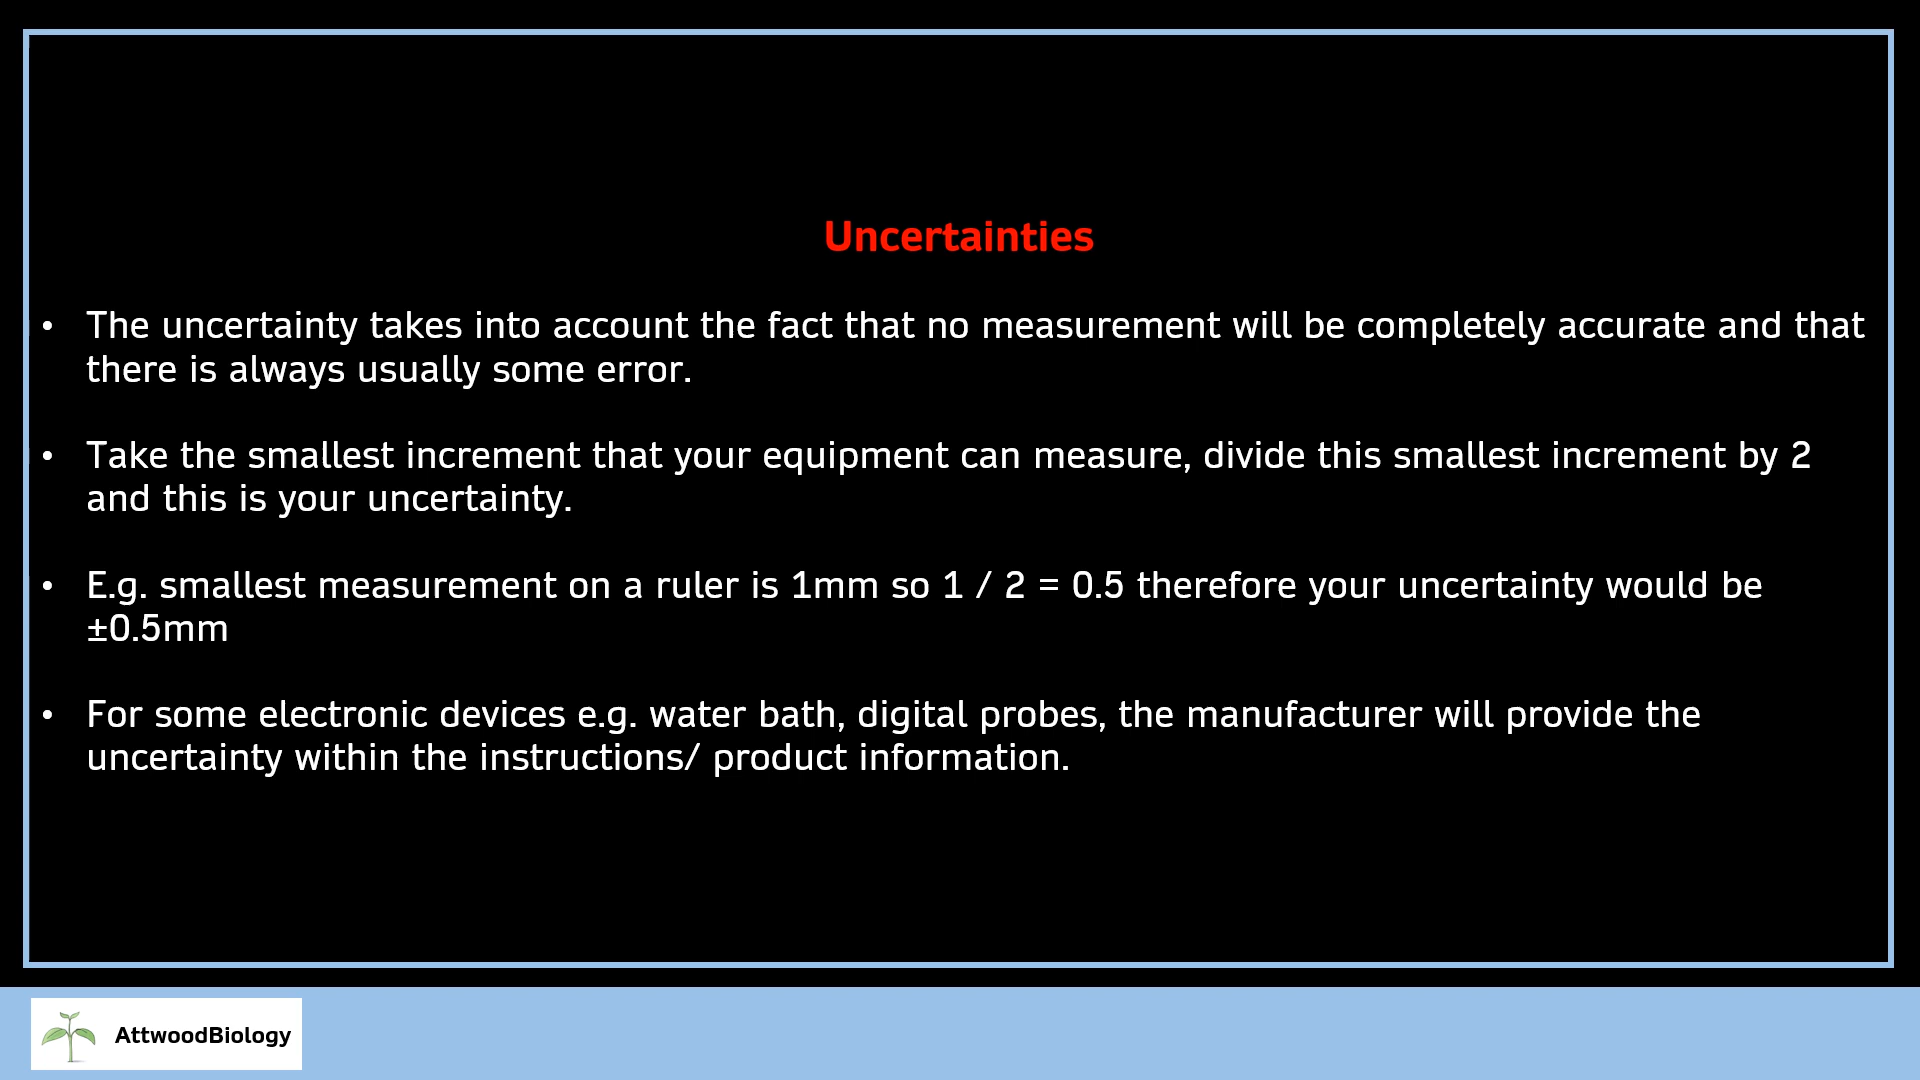 Uncertainties
• The uncertainty takes into account the fact that no measurement will be completely accurate and that
there is always usually some error.
• Take the smallest increment that your equipment can measure, divide this smallest increment by 2
and this is your uncertainty.
• E.g. smallest measurement on a ruler is 1mm so 1 / 2 = 0.5 therefore your uncertainty would be
±0.5mm
• For some electronic devices e.g. water bath, digital probes, the manufacturer will provide the
uncertainty within the instructions/ product information.
AttwoodBiology